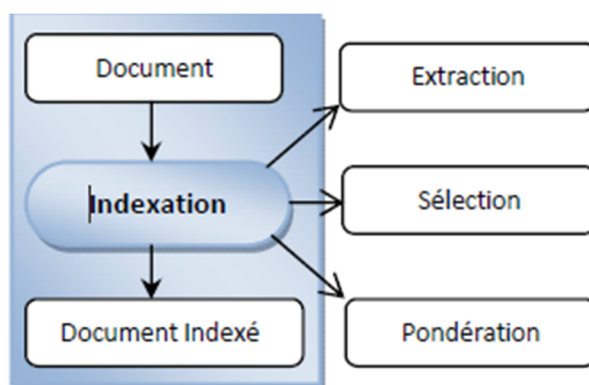 Document
Extraction
Indexation
Sélection
Document Indexé
Pondération